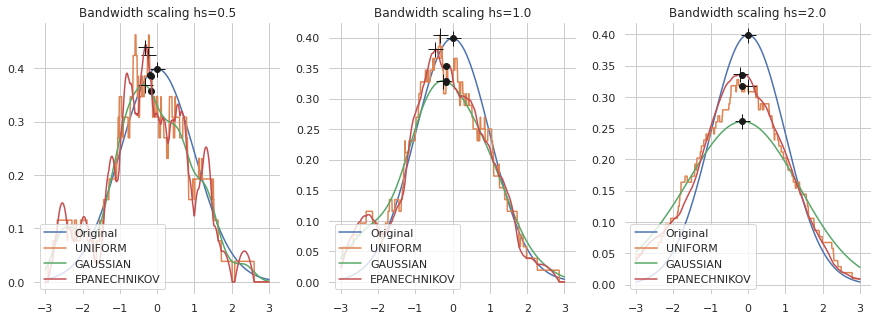 Bandwidth scaling hs=0.5
0.4
0.3
0.2
0.1
0.0
−3 −2 −1 0 1 2 3
Original
UNIFORM
GAUSSIAN
EPANECHNIKOV
Bandwidth scaling hs=1.0
0.40
0.35
0.30
0.25
0.20
0.15
0.10
0.05
0.00
−3 −2 −1 0 1 2 3
Original
UNIFORM
GAUSSIAN
EPANECHNIKOV
Bandwidth scaling hs=2.0
0.40
0.35
0.30
0.25
0.20
0.15
0.10
0.05
0.00
−3 −2 −1 0 1 2 3
Original
UNIFORM
GAUSSIAN
EPANECHNIKOV